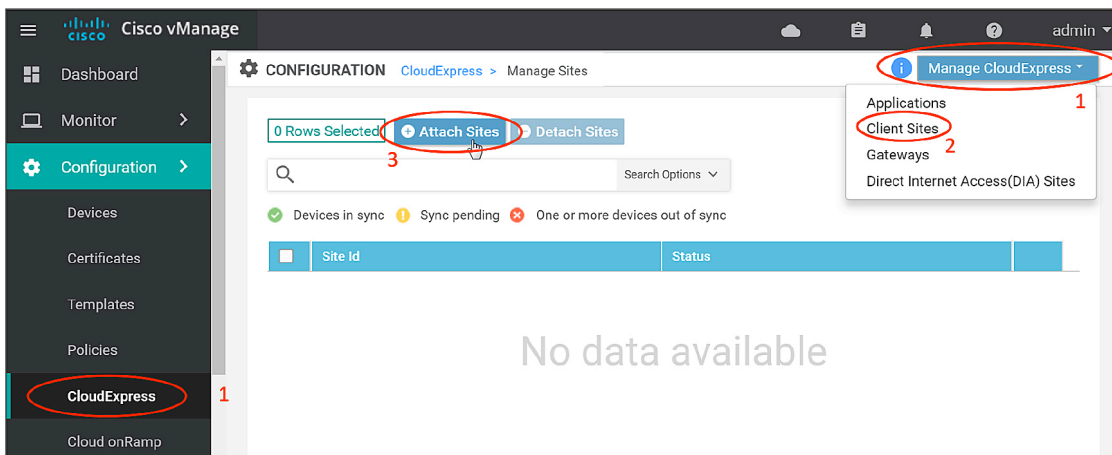 cisco
Cisco vManage
admin
Dashboard
CONFIGURATION
CloudExpress > Manage Sites
i
Manage CloudExpress
1
Applications
Client Sites
2
Gateways
Direct Internet Access(DIA) Sites
Monitor
0 Rows Selected
Attach Sites
Detach Sites
3
Configuration
Search Options
Devices
Devices in sync
! Sync pending
One or more devices out of sync
Certificates
Site Id
Status
Templates
Policies
No data available
CloudExpress
1
Cloud onRamp